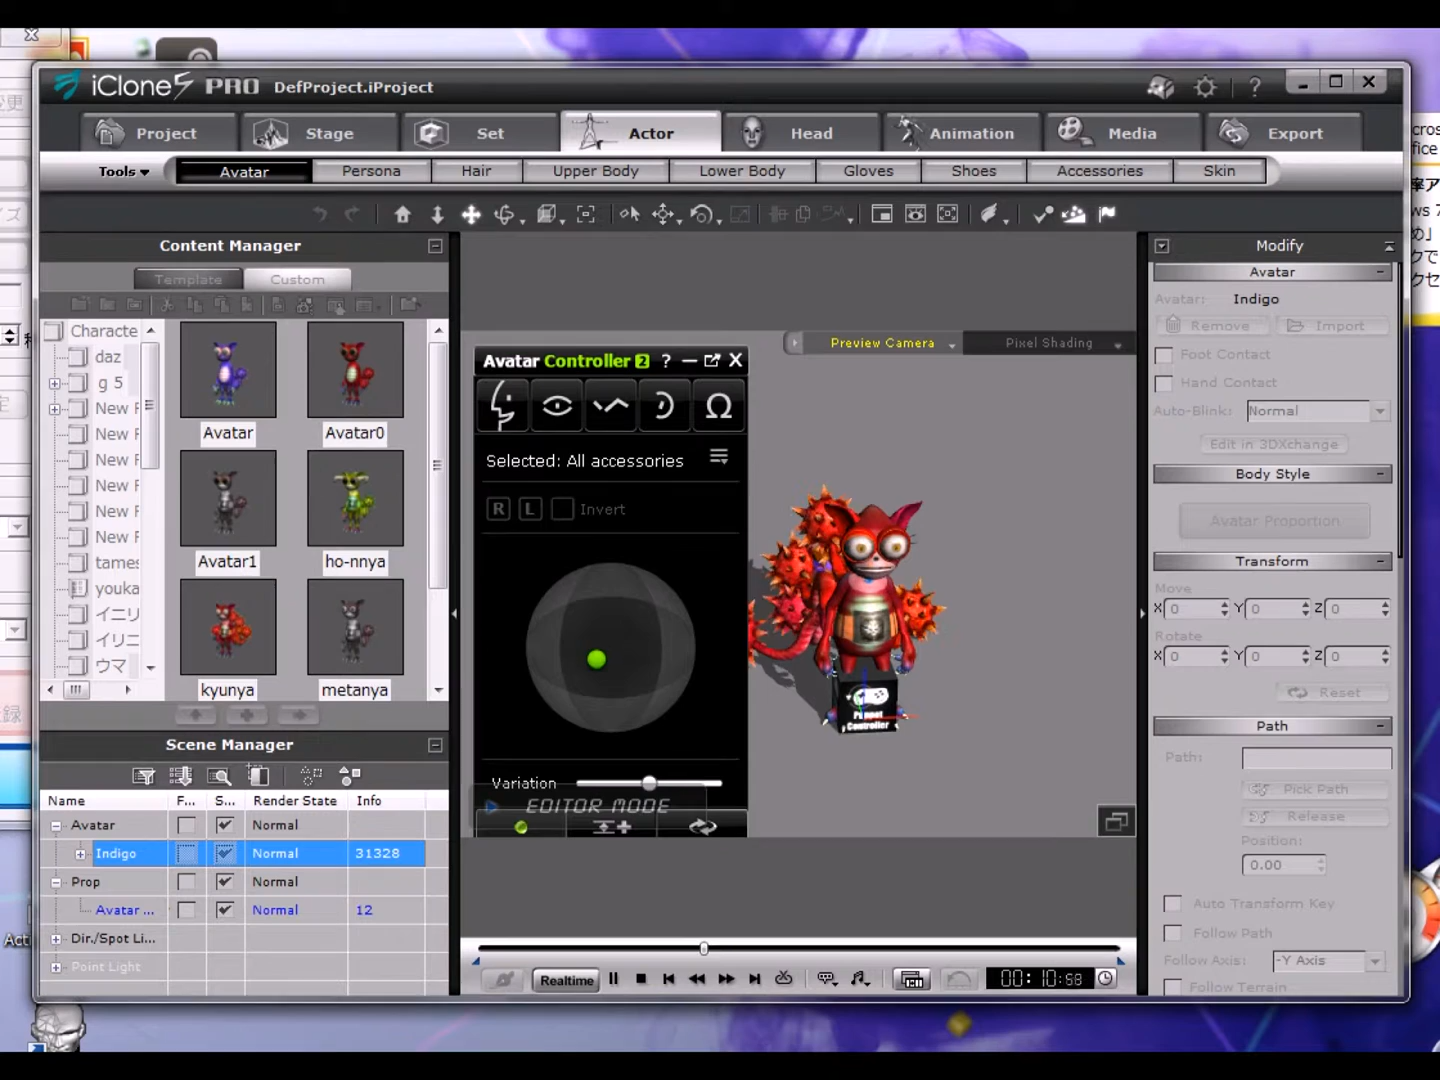 iClone5 PRO DefProject.iProject
Project Stage Set Actor Head Animation Media Export
Tools Avatar Persona Hair Upper Body Lower Body Gloves Shoes Accessories Skin
Content Manager
Template Custom
Characte
daz
g 5
New F
New F
New F
New F
New F
New F
tames
youka
イニリ
イリニ
ウマ
Avatar Avatar0
Avatar1 ho-nnya
kyunya metanya
Scene Manager
Name F... S... Render State Info
Avatar Normal
Indigo Normal 31328
Prop Normal
Avatar ... Normal 12
Dir./Spot Li...
Point Light
Preview Camera Pixel Shading
Avatar Controller 2 ?
Selected: All accessories
R L Invert
Variation
EDITOR MODE
Puppet
Controller
Realtime 00:10:58
Modify
Avatar
Avatar: Indigo
Remove Import
Foot Contact
Hand Contact
Auto-Blink: Normal
Edit in 3DXchange
Body Style
Avatar Proportion
Transform
Move
X 0 Y 0 Z 0
Rotate
X 0 Y 0 Z 0
Reset
Path
Path:
Pick Path
Release
Position:
0.00
Auto Transform Key
Follow Path
Follow Axis: -Y Axis
Follow Terrain